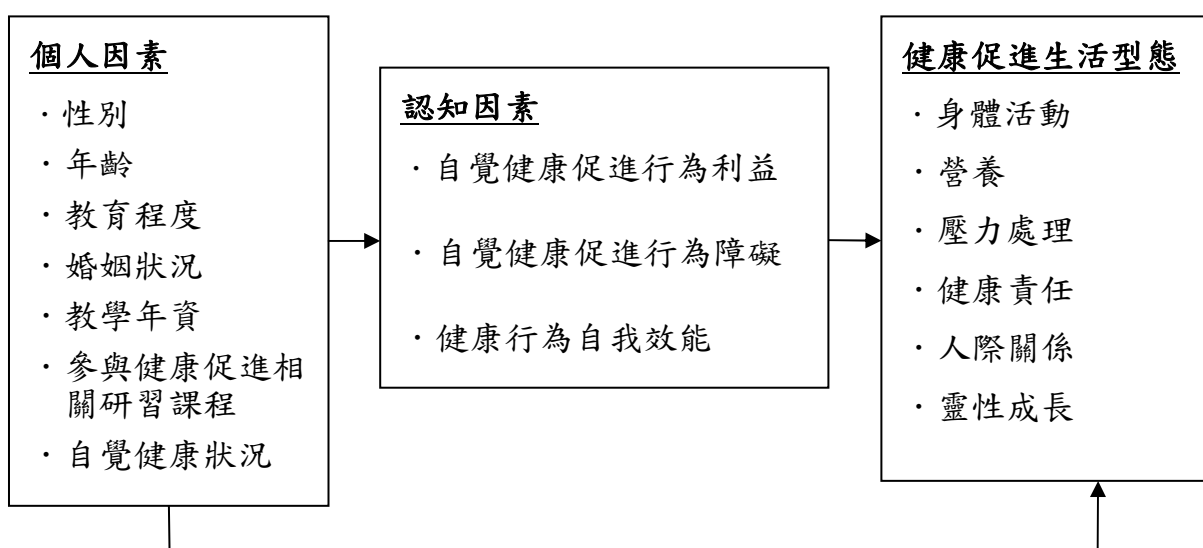 個人因素
·性別
·年齡
·教育程度
·婚姻狀況
·教學年資
·參與健康促進相
關研習課程
·自覺健康狀況
認知因素
·自覺健康促進行為利益
·自覺健康促進行為障礙
·健康行為自我效能
健康促進生活型態
·身體活動
·營養
·壓力處理
·健康責任
·人際關係
·靈性成長